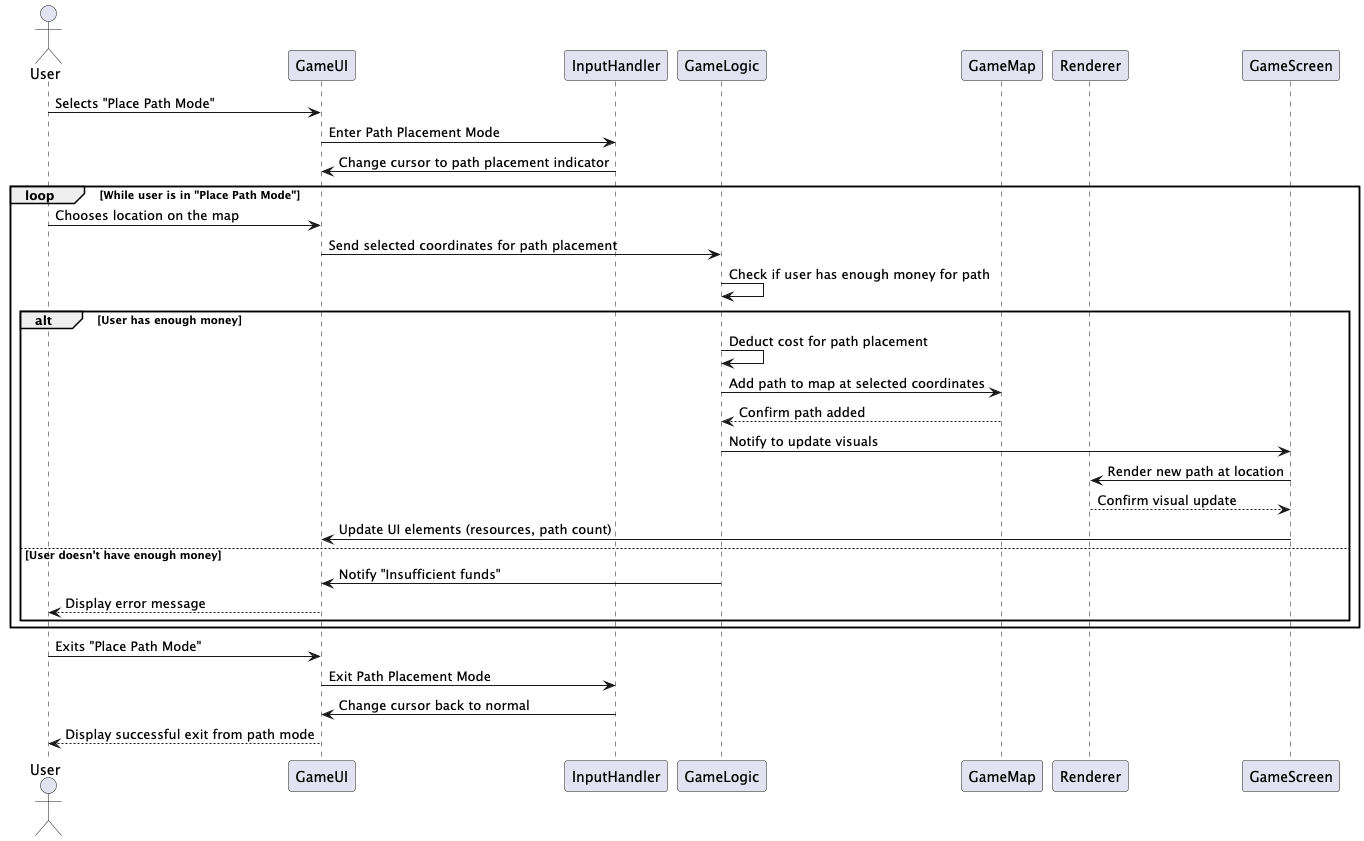 User
GameUI
InputHandler
GameLogic
GameMap
Renderer
GameScreen
Selects "Place Path Mode"
Enter Path Placement Mode
Change cursor to path placement indicator
loop [While user is in "Place Path Mode"]
Chooses location on the map
Send selected coordinates for path placement
Check if user has enough money for path
alt [User has enough money]
Deduct cost for path placement
Add path to map at selected coordinates
Confirm path added
Notify to update visuals
Render new path at location
Confirm visual update
Update UI elements (resources, path count)
[User doesn't have enough money]
Notify "Insufficient funds"
Display error message
Exits "Place Path Mode"
Exit Path Placement Mode
Change cursor back to normal
Display successful exit from path mode
User
GameUI
InputHandler
GameLogic
GameMap
Renderer
GameScreen